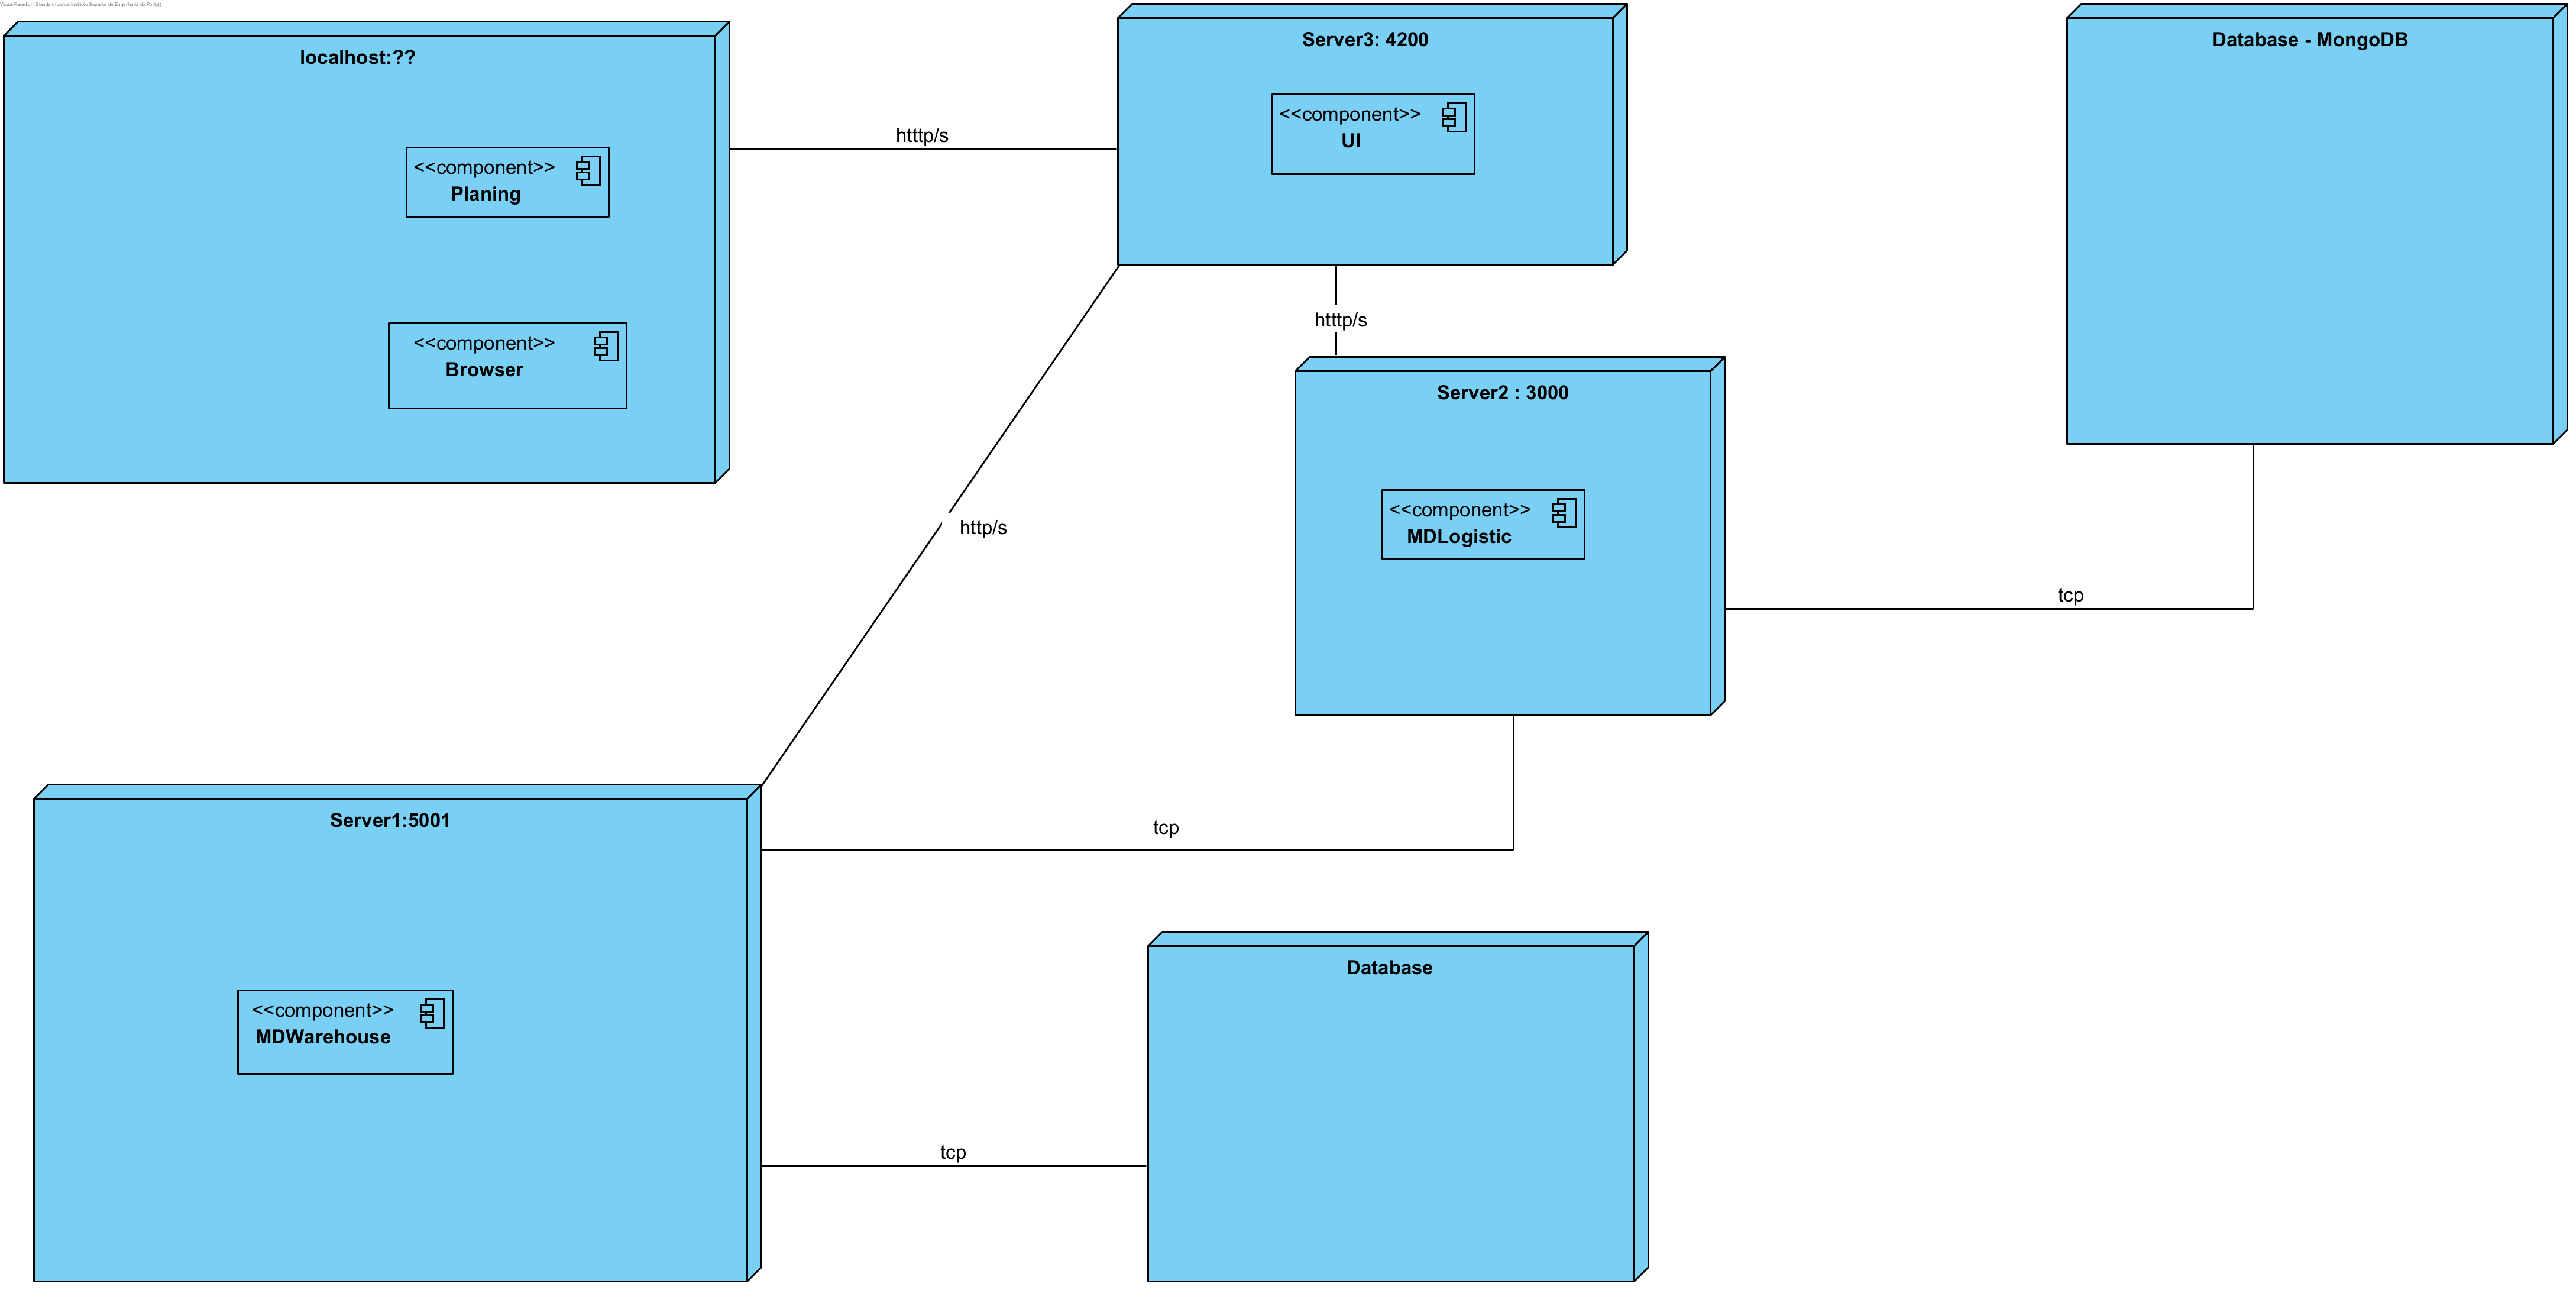 Visual Paradigm Standard(gonca(Instituto Superior de Engenharia do Porto))
localhost:??
<<component>>
Planing
<<component>>
Browser
htttp/s
Server3: 4200
<<component>>
UI
Database - MongoDB
htttp/s
Server2 : 3000
<<component>>
MDLogistic
http/s
tcp
Server1:5001
<<component>>
MDWarehouse
tcp
Database
tcp